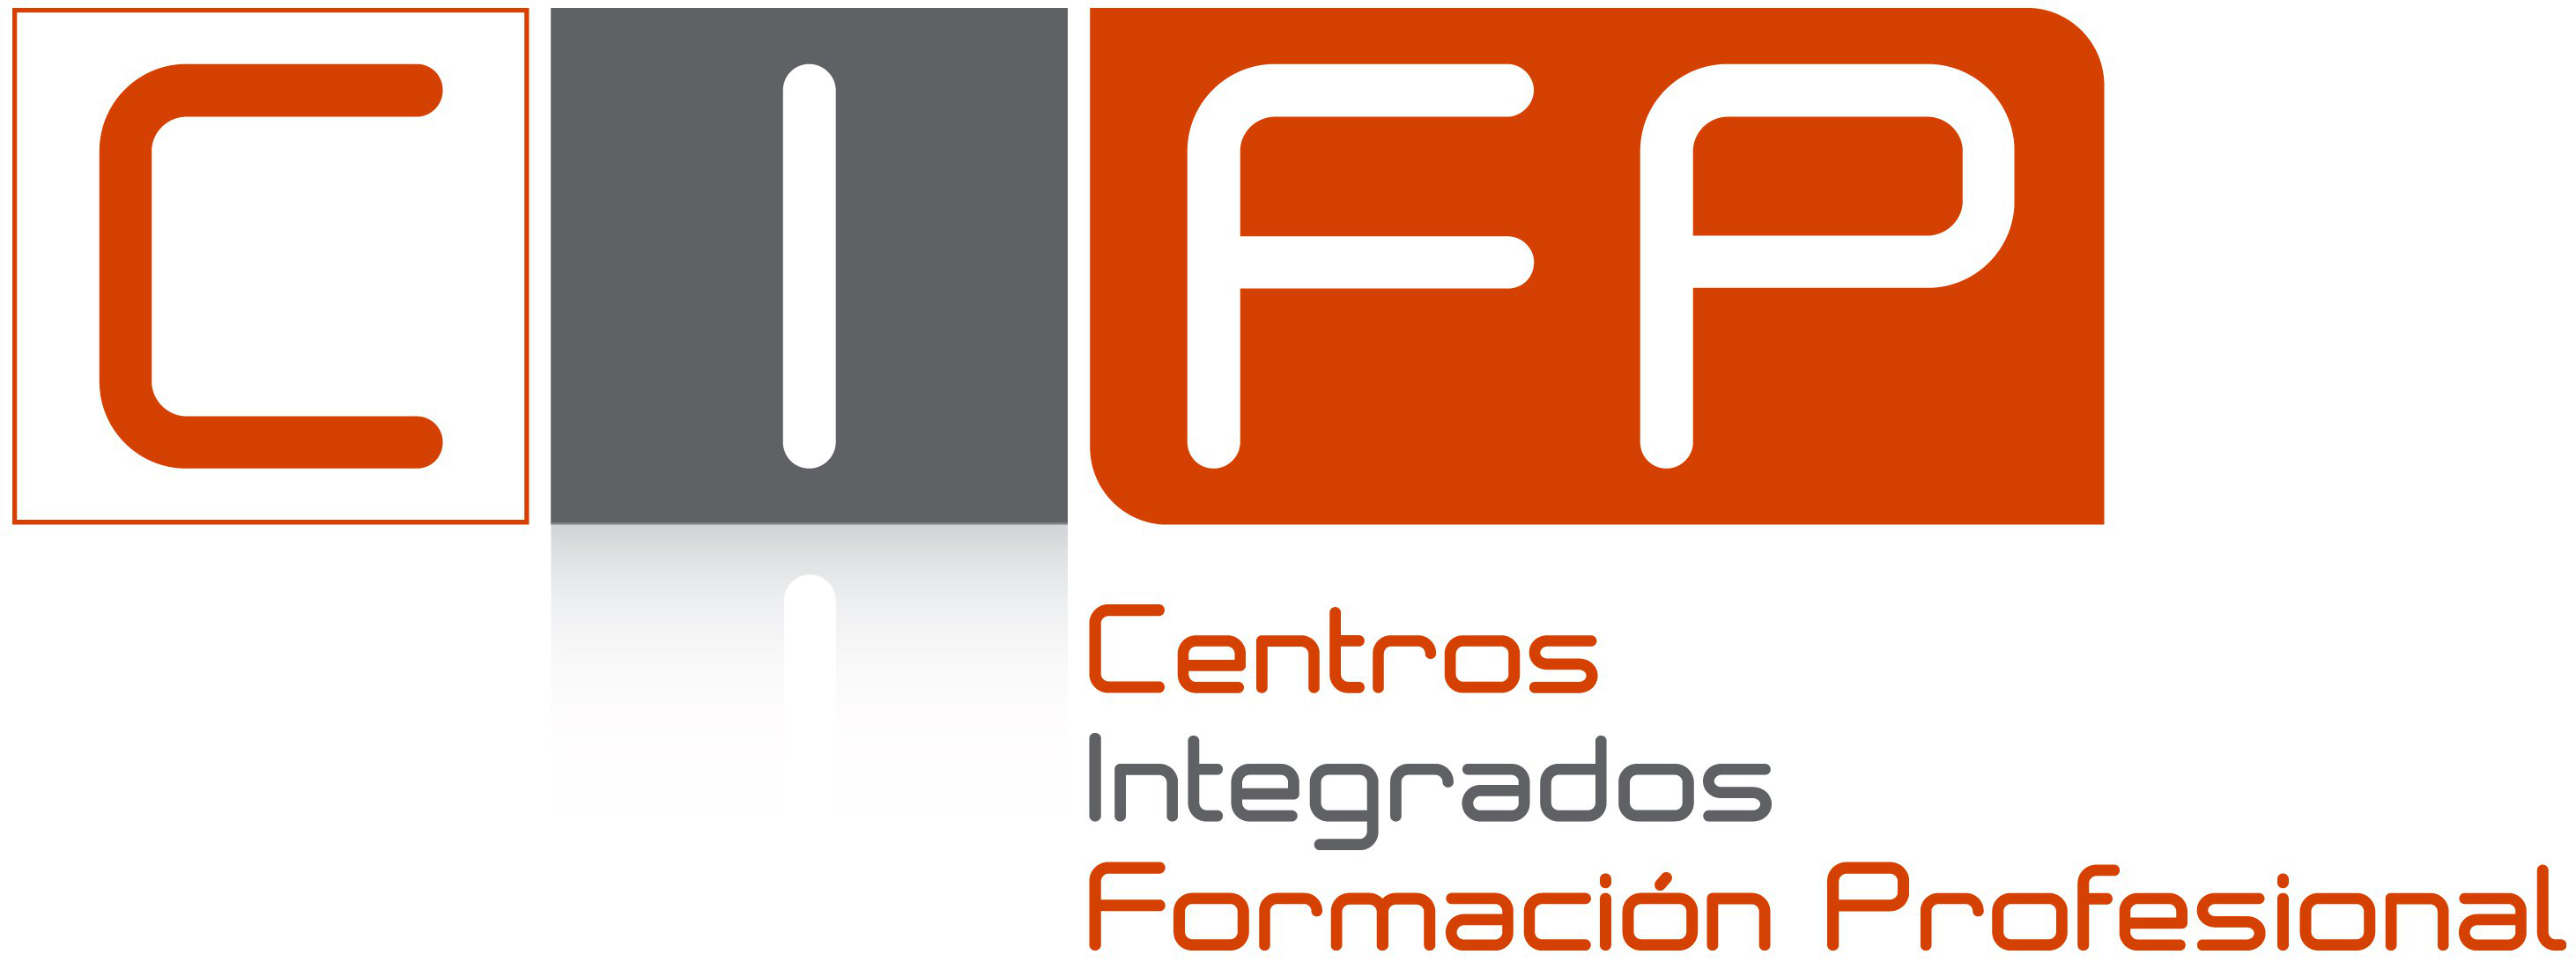 CIFP
Centros
Integrados
Formación Profesional